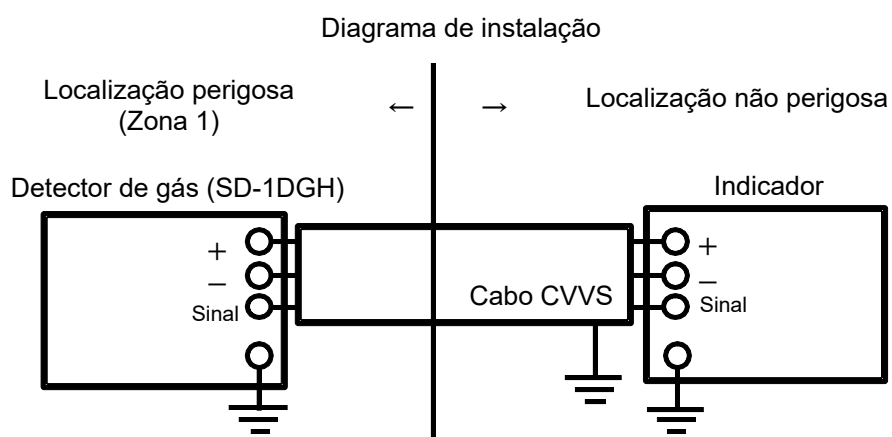 Diagrama de instalação
Localização perigosa
(Zona 1)
← →
Localização não perigosa
Detector de gás (SD-1DGH)
Indicador
+
−
Sinal
Cabo CVVS
+
−
Sinal